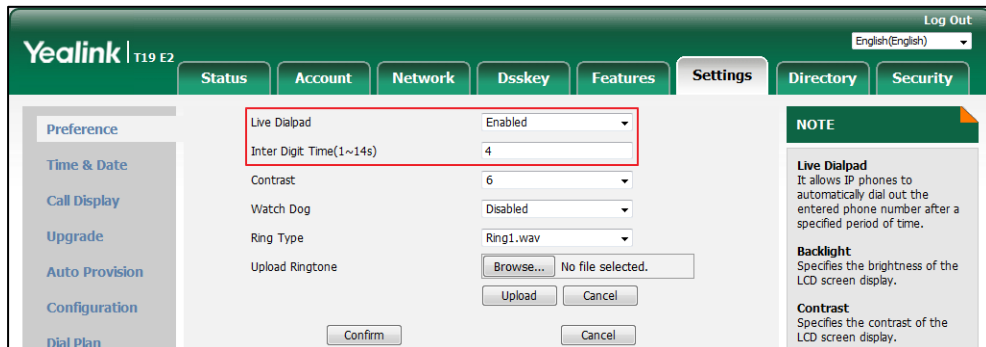 Log Out
Yealink T19 E2
English(English)
Status Account Network Dsskey Features Settings Directory Security
Preference
Time & Date
Call Display
Upgrade
Auto Provision
Configuration
Dial Plan
Live Dialpad Enabled
Inter Digit Time(1~14s) 4
Contrast 6
Watch Dog Disabled
Ring Type Ring1.wav
Upload Ringtone Browse... No file selected.
Upload Cancel
Confirm Cancel
NOTE
Live Dialpad
It allows IP phones to
automatically dial out the
entered phone number after a
specified period of time.
Backlight
Specifies the brightness of the
LCD screen display.
Contrast
Specifies the contrast of the
LCD screen display.